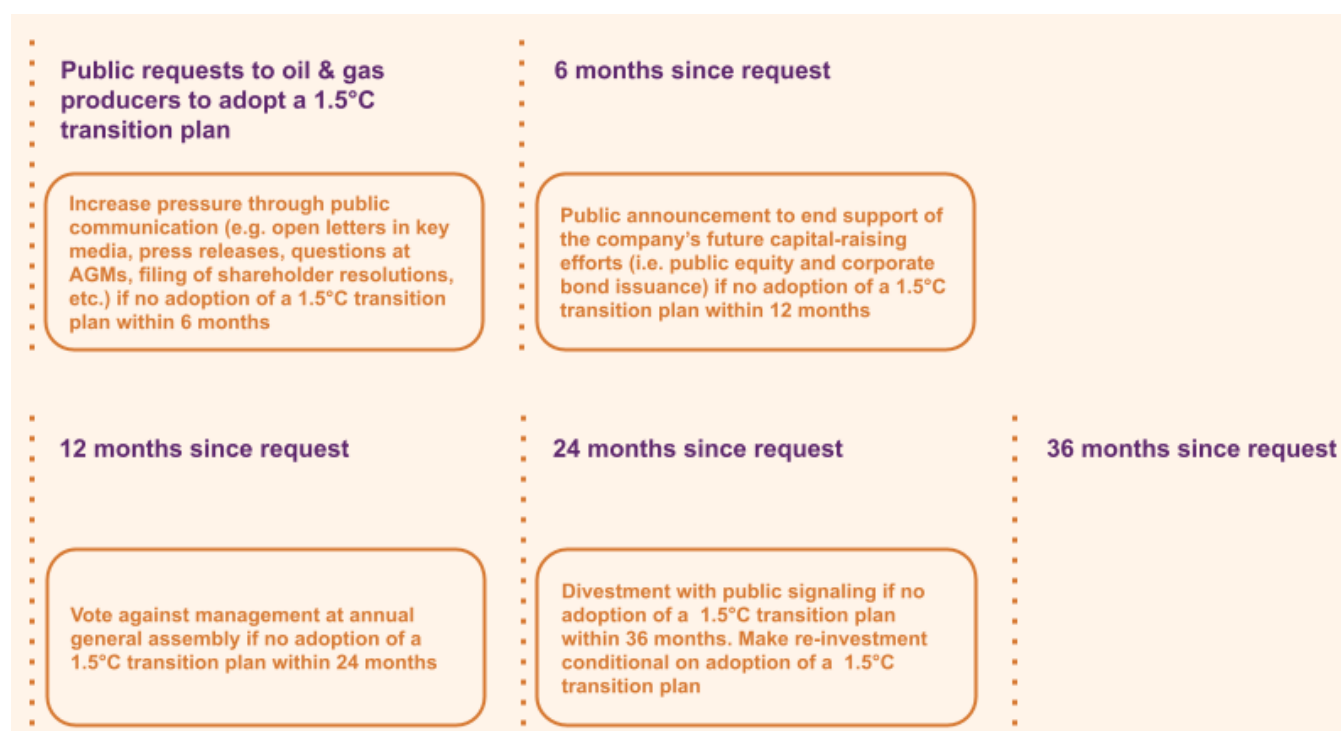 Public requests to oil & gas
producers to adopt a 1.5°C
transition plan
Increase pressure through public
communication (e.g. open letters in key
media, press releases, questions at
AGMs, filing of shareholder resolutions,
etc.) if no adoption of a 1.5°C transition
plan within 6 months
6 months since request
Public announcement to end support of
the company's future capital-raising
efforts (i.e. public equity and corporate
bond issuance) if no adoption of a 1.5°C
transition plan within 12 months
12 months since request
Vote against management at annual
general assembly if no adoption of a
1.5°C transition plan within 24 months
24 months since request
Divestment with public signaling if no
adoption of a 1.5°C transition plan
within 36 months. Make re-investment
conditional on adoption of a 1.5°C
transition plan
36 months since request